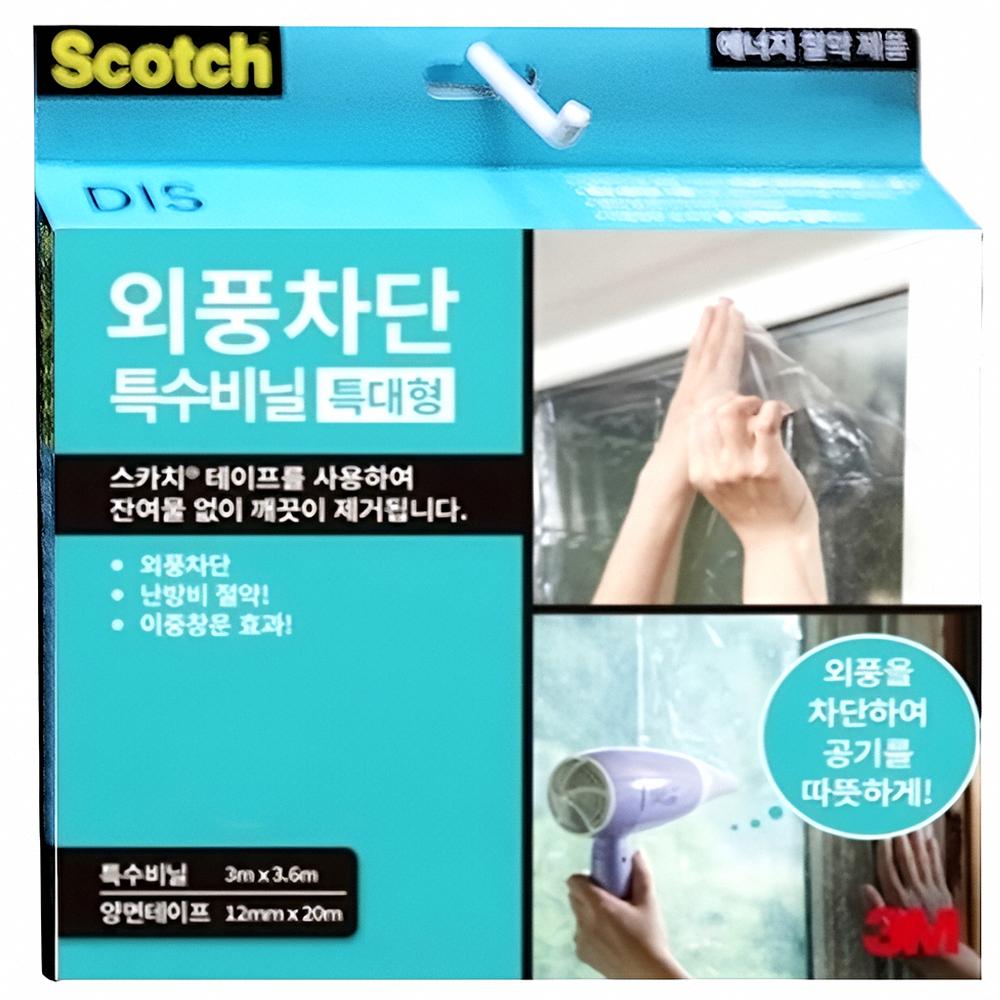 Scotch
에너지 절약 제품
DIS
외풍차단
특수비닐 특대형
스카치® 테이프를 사용하여
잔여물 없이 깨끗이 제거됩니다.
• 외풍차단
• 난방비 절약!
• 이중창문 효과!
외풍을
차단하여
공기를
따뜻하게!
특수비닐 3m x 3.6m
양면테이프 12mm x 20m
3M